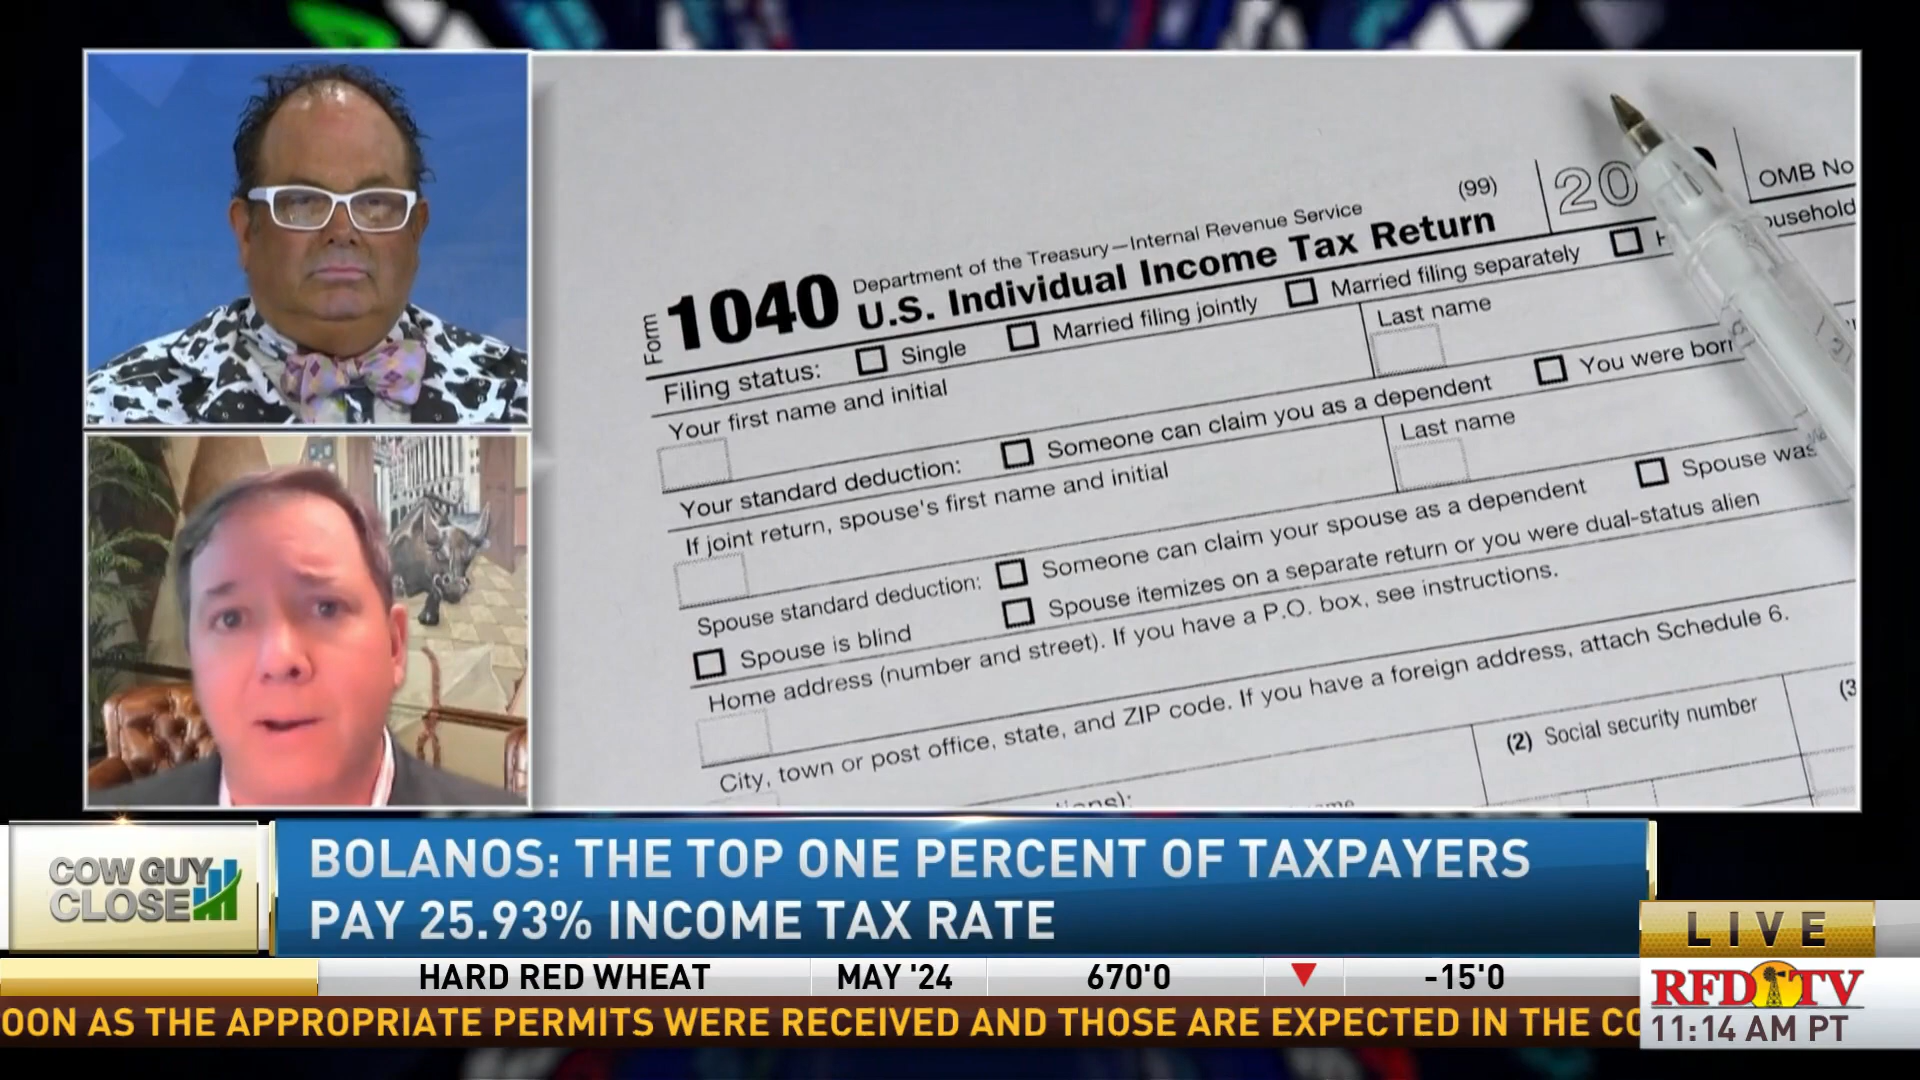 Form 1040
Department of the Treasury—Internal Revenue Service
(99)
U.S. Individual Income Tax Return
20
OMB No
Filing status:
Single
Married filing jointly
Married filing separately
H
ousehold
Your first name and initial
Last name
Your standard deduction:
Someone can claim you as a dependent
You were born
If joint return, spouse's first name and initial
Last name
Spouse standard deduction:
Someone can claim your spouse as a dependent
Spouse was
Spouse is blind
Spouse itemizes on a separate return or you were dual-status alien
Home address (number and street). If you have a P.O. box, see instructions.
City, town or post office, state, and ZIP code. If you have a foreign address, attach Schedule 6.
(2) Social security number
(3
COW GUY
CLOSE
BOLANOS: THE TOP ONE PERCENT OF TAXPAYERS
PAY 25.93% INCOME TAX RATE
LIVE
HARD RED WHEAT MAY '24 670'0 -15'0
RFD TV
OON AS THE APPROPRIATE PERMITS WERE RECEIVED AND THOSE ARE EXPECTED IN THE CO
11:14 AM PT